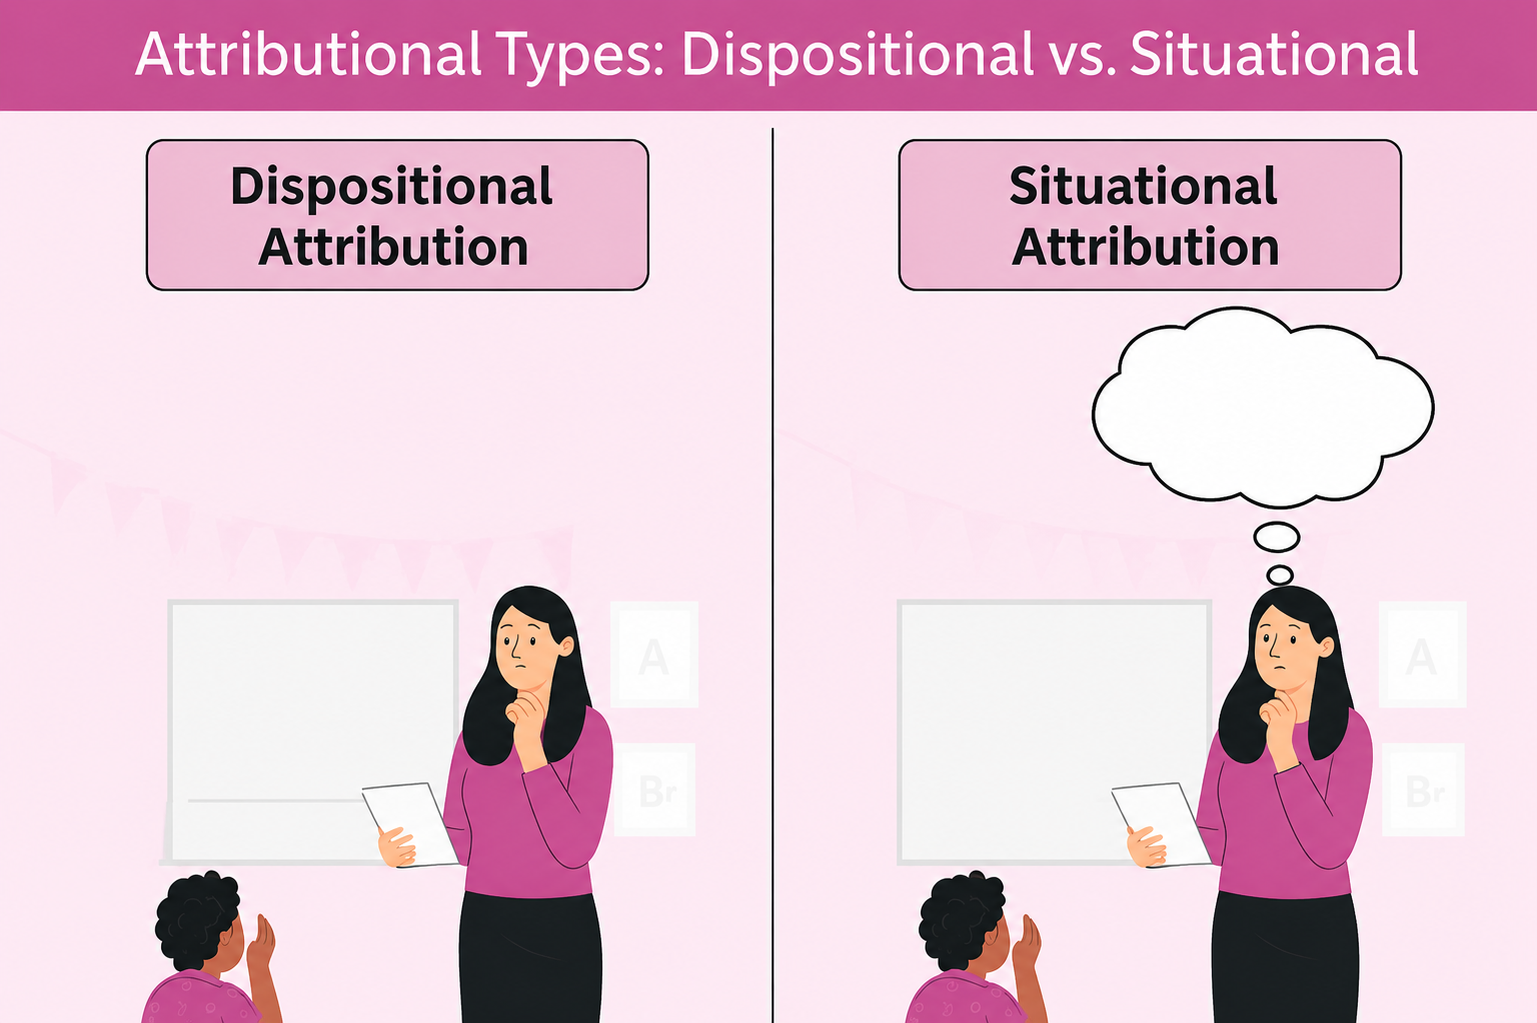 Attributional Types: Dispositional vs. Situational
Dispositional
Attribution
Situational
Attribution
A
Br
A
Br